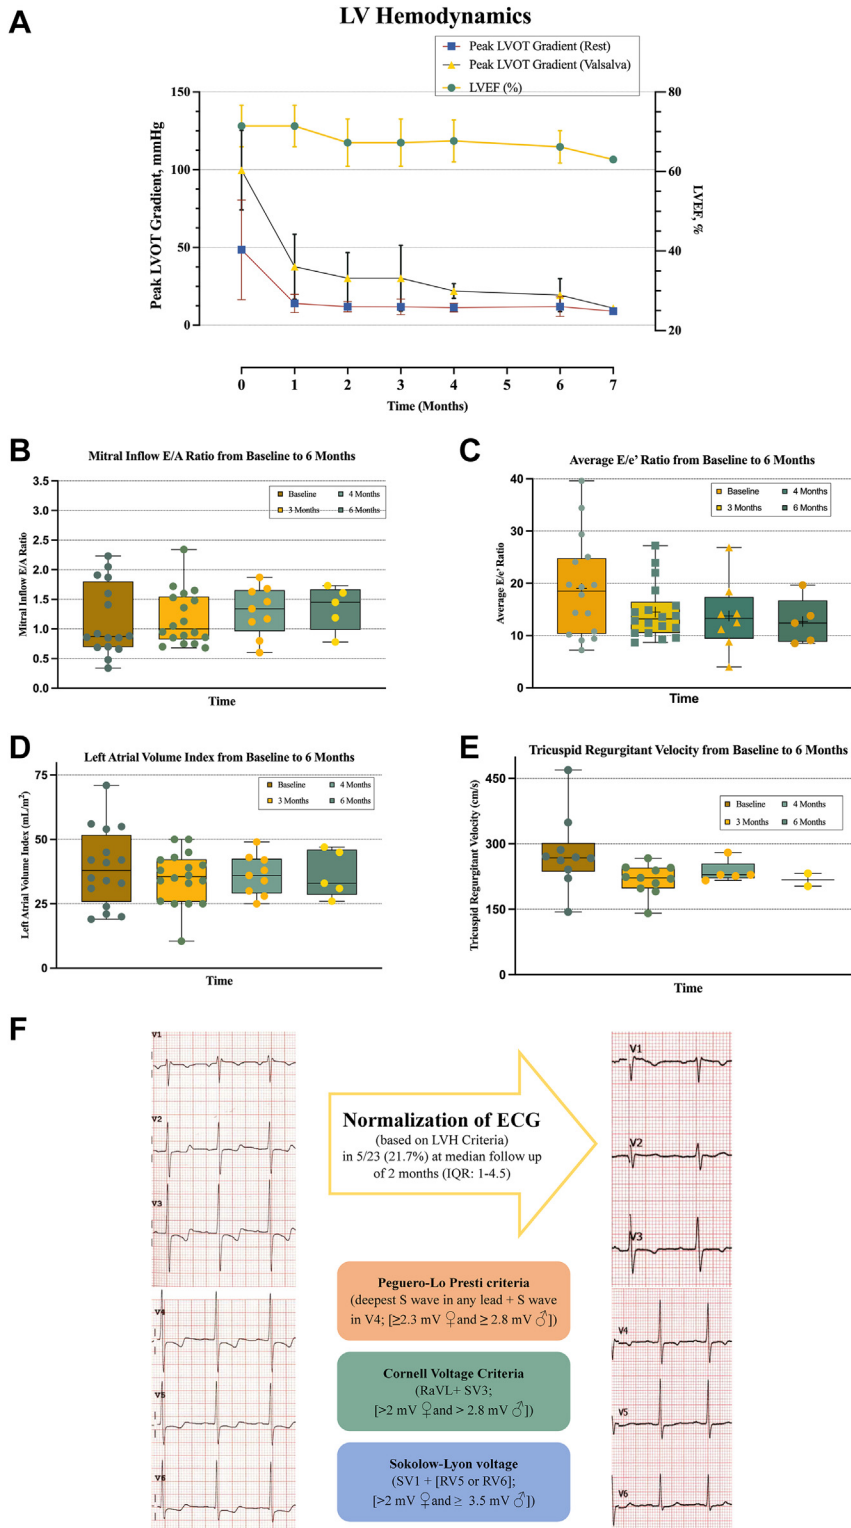 A
LV Hemodynamics
Peak LVOT Gradient (Rest)
Peak LVOT Gradient (Valsalva)
LVEF (%)
Peak LVOT Gradient, mmHg
150
100
50
0
80
60
40
20
LVEF, %
0 1 2 3 4 5 6 7
Time (Months)
B
Mitral Inflow E/A Ratio from Baseline to 6 Months
Mitral Inflow E/A Ratio
3.5
3.0
2.5
2.0
1.5
1.0
0.5
0.0
Baseline 4 Months
3 Months 6 Months
Time
C
Average E/e' Ratio from Baseline to 6 Months
Average E/e' Ratio
40
30
20
10
0
Baseline 4 Months
3 Months 6 Months
Time
D
Left Atrial Volume Index from Baseline to 6 Months
Left Atrial Volume Index (mL/m²)
75
50
25
0
Baseline 4 Months
3 Months 6 Months
Time
E
Tricuspid Regurgitant Velocity from Baseline to 6 Months
Tricuspid Regurgitant Velocity (cm/s)
450
300
150
0
Baseline 4 Months
3 Months 6 Months
Time
F
V1
V2
V3
V4
V5
V6
Normalization of ECG
(based on LVH Criteria)
in 5/23 (21.7%) at median follow up
of 2 months (IQR: 1-4.5)
Peguero-Lo Presti criteria
(deepest S wave in any lead + S wave
in V4; [≥2.3 mV ♀and ≥ 2.8 mV ♂])
Cornell Voltage Criteria
(RaVL+ SV3;
[>2 mV ♀and > 2.8 mV ♂])
Sokolow-Lyon voltage
(SV1 + [RV5 or RV6];
[>2 mV ♀and ≥ 3.5 mV ♂])
V1
V2
V3
V4
V5
V6